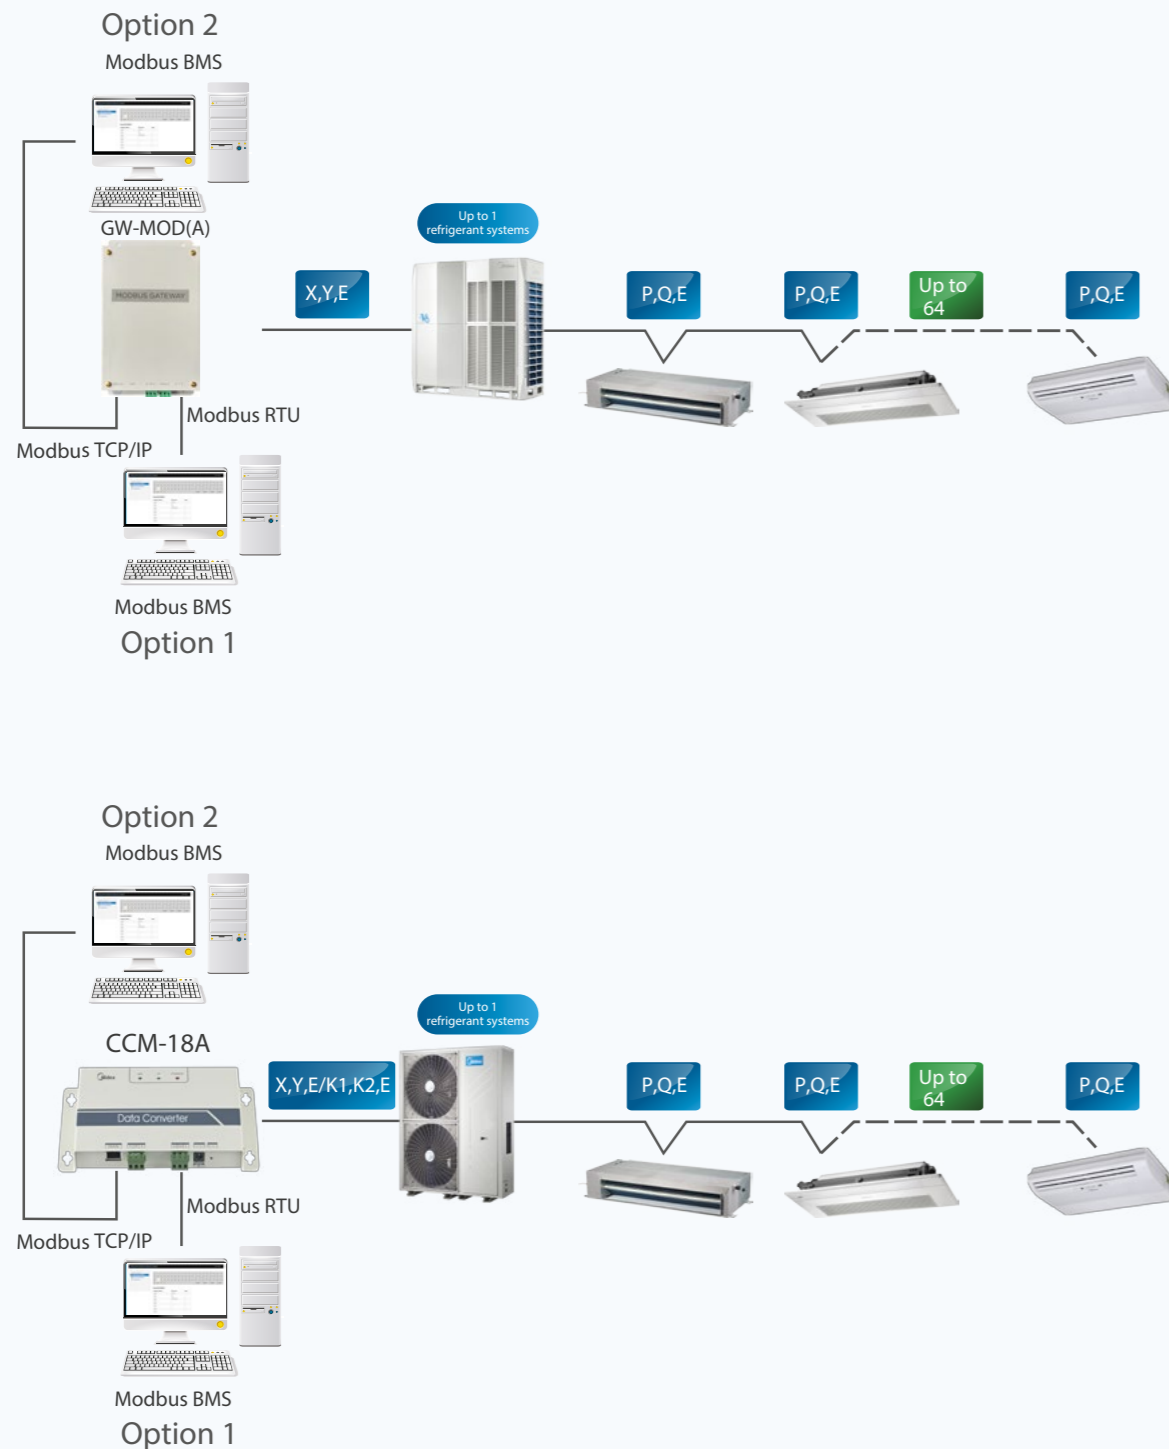 Option 2
Modbus BMS
GW-MOD(A)
MODBUS GATEWAY
Up to 1
refrigerant systems
X,Y,E
P,Q,E
P,Q,E
Up to
64
P,Q,E
Modbus RTU
Modbus TCP/IP
Modbus BMS
Option 1
Option 2
Modbus BMS
CCM-18A
Midea
Data Converter
Up to 1
refrigerant systems
X,Y,E/K1,K2,E
P,Q,E
P,Q,E
Up to
64
P,Q,E
Modbus RTU
Modbus TCP/IP
Modbus BMS
Option 1